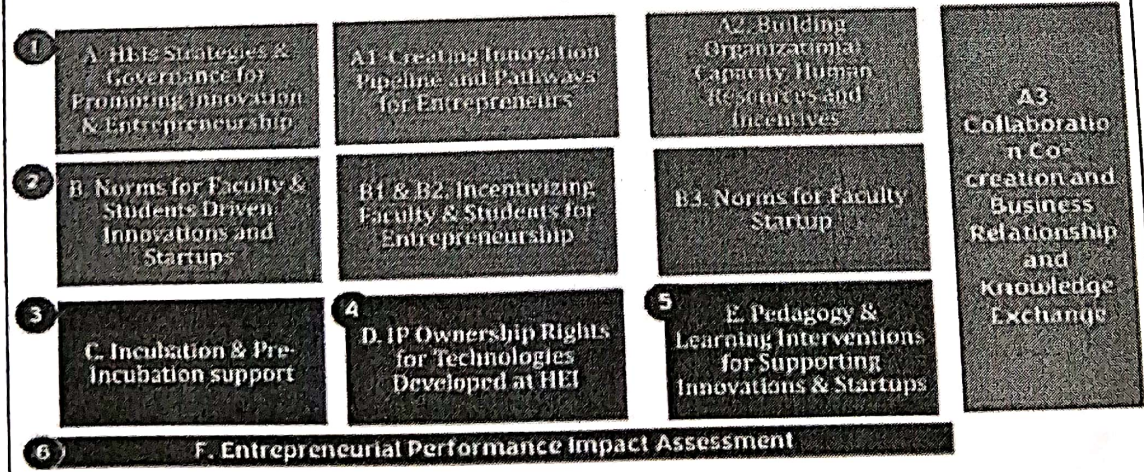 1
A. HEIs Strategies &
Governance for
Promoting Innovation
& Entrepreneurship
A1. Creating Innovation
Pipeline and Pathways
for Entrepreneurs
A2. Building
Organizational
Capacity, Human
Resources and
Incentives
A3.
Collaboratio
n Co-
creation and
Business
Relationship
and
Knowledge
Exchange
2
B. Norms for Faculty &
Students Driven
Innovations and
Startups
B1 & B2. Incentivizing
Faculty & Students for
Entrepreneurship
B3. Norms for Faculty
Startup
3
C. Incubation & Pre-
Incubation support
4
D. IP Ownership Rights
for Technologies
Developed at HEI
5
E. Pedagogy &
Learning Interventions
for Supporting
Innovations & Startups
6
F. Entrepreneurial Performance Impact Assessment